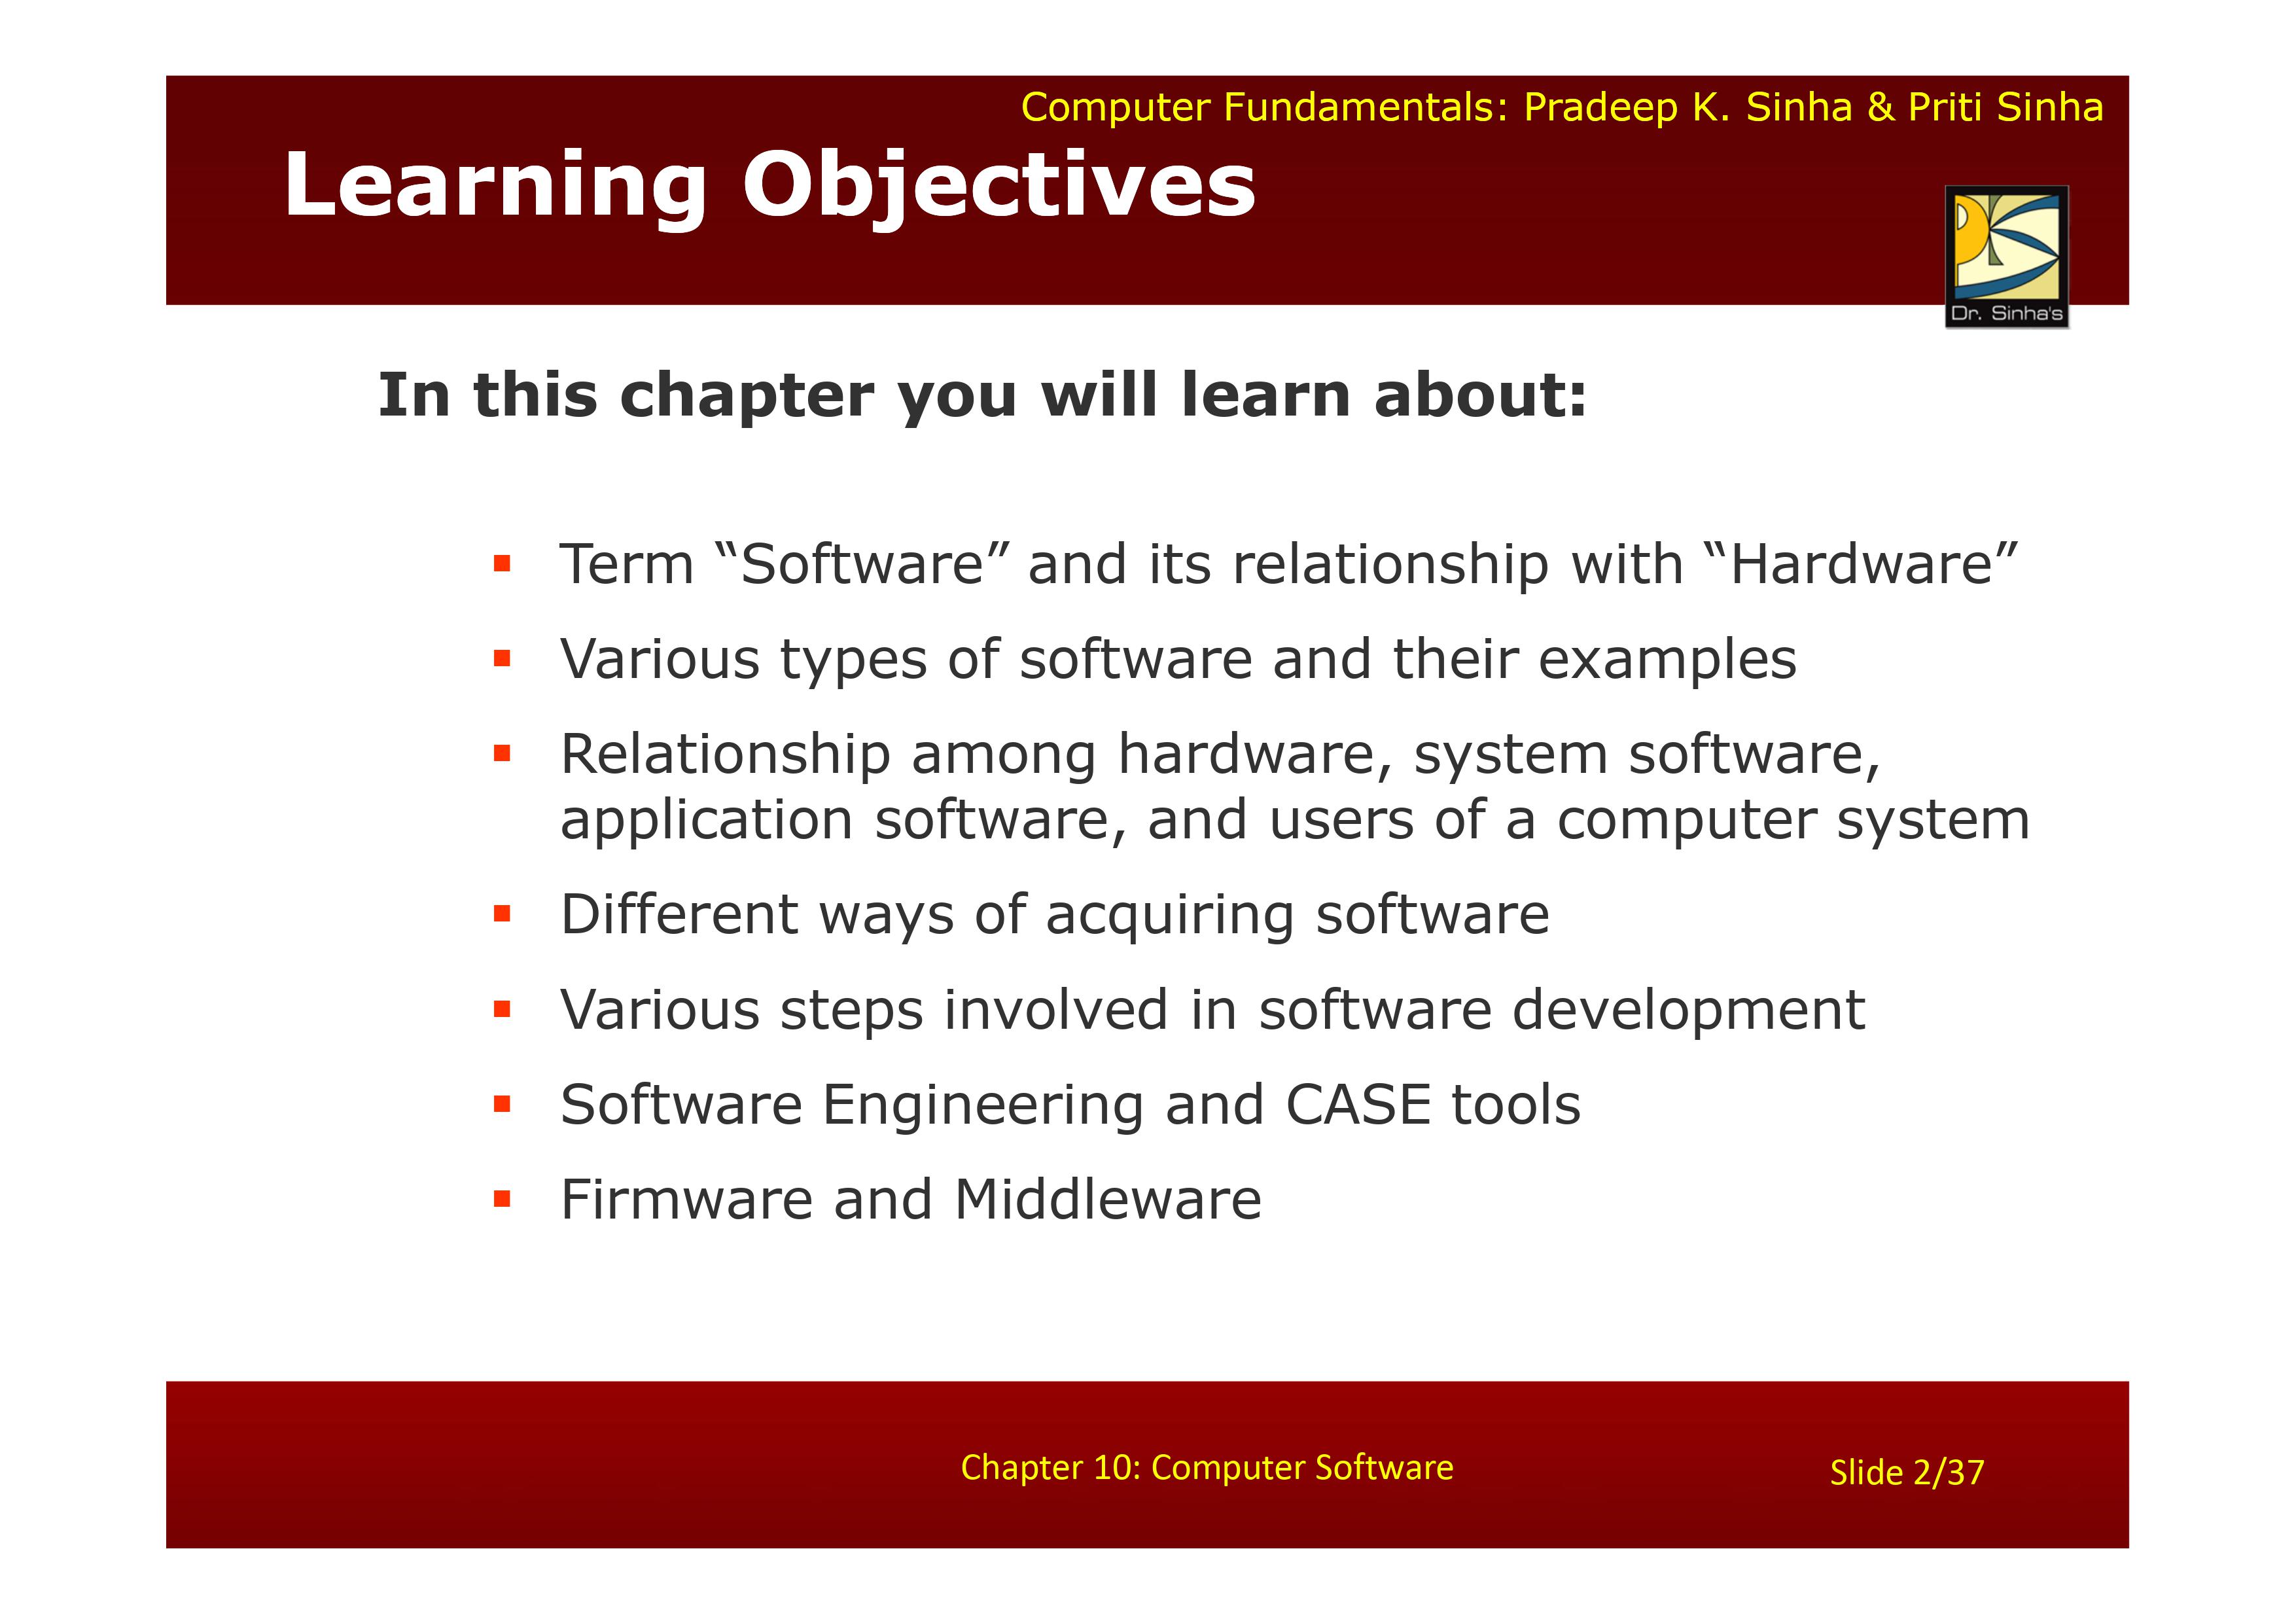 Computer Fundamentals: Pradeep K. Sinha & Priti Sinha
Learning Objectives
Dr. Sinha's
In this chapter you will learn about:
▪ Term “Software” and its relationship with “Hardware”
▪ Various types of software and their examples
▪ Relationship among hardware, system software,
application software, and users of a computer system
▪ Different ways of acquiring software
▪ Various steps involved in software development
▪ Software Engineering and CASE tools
▪ Firmware and Middleware
Chapter 10: Computer Software
Slide 2/37